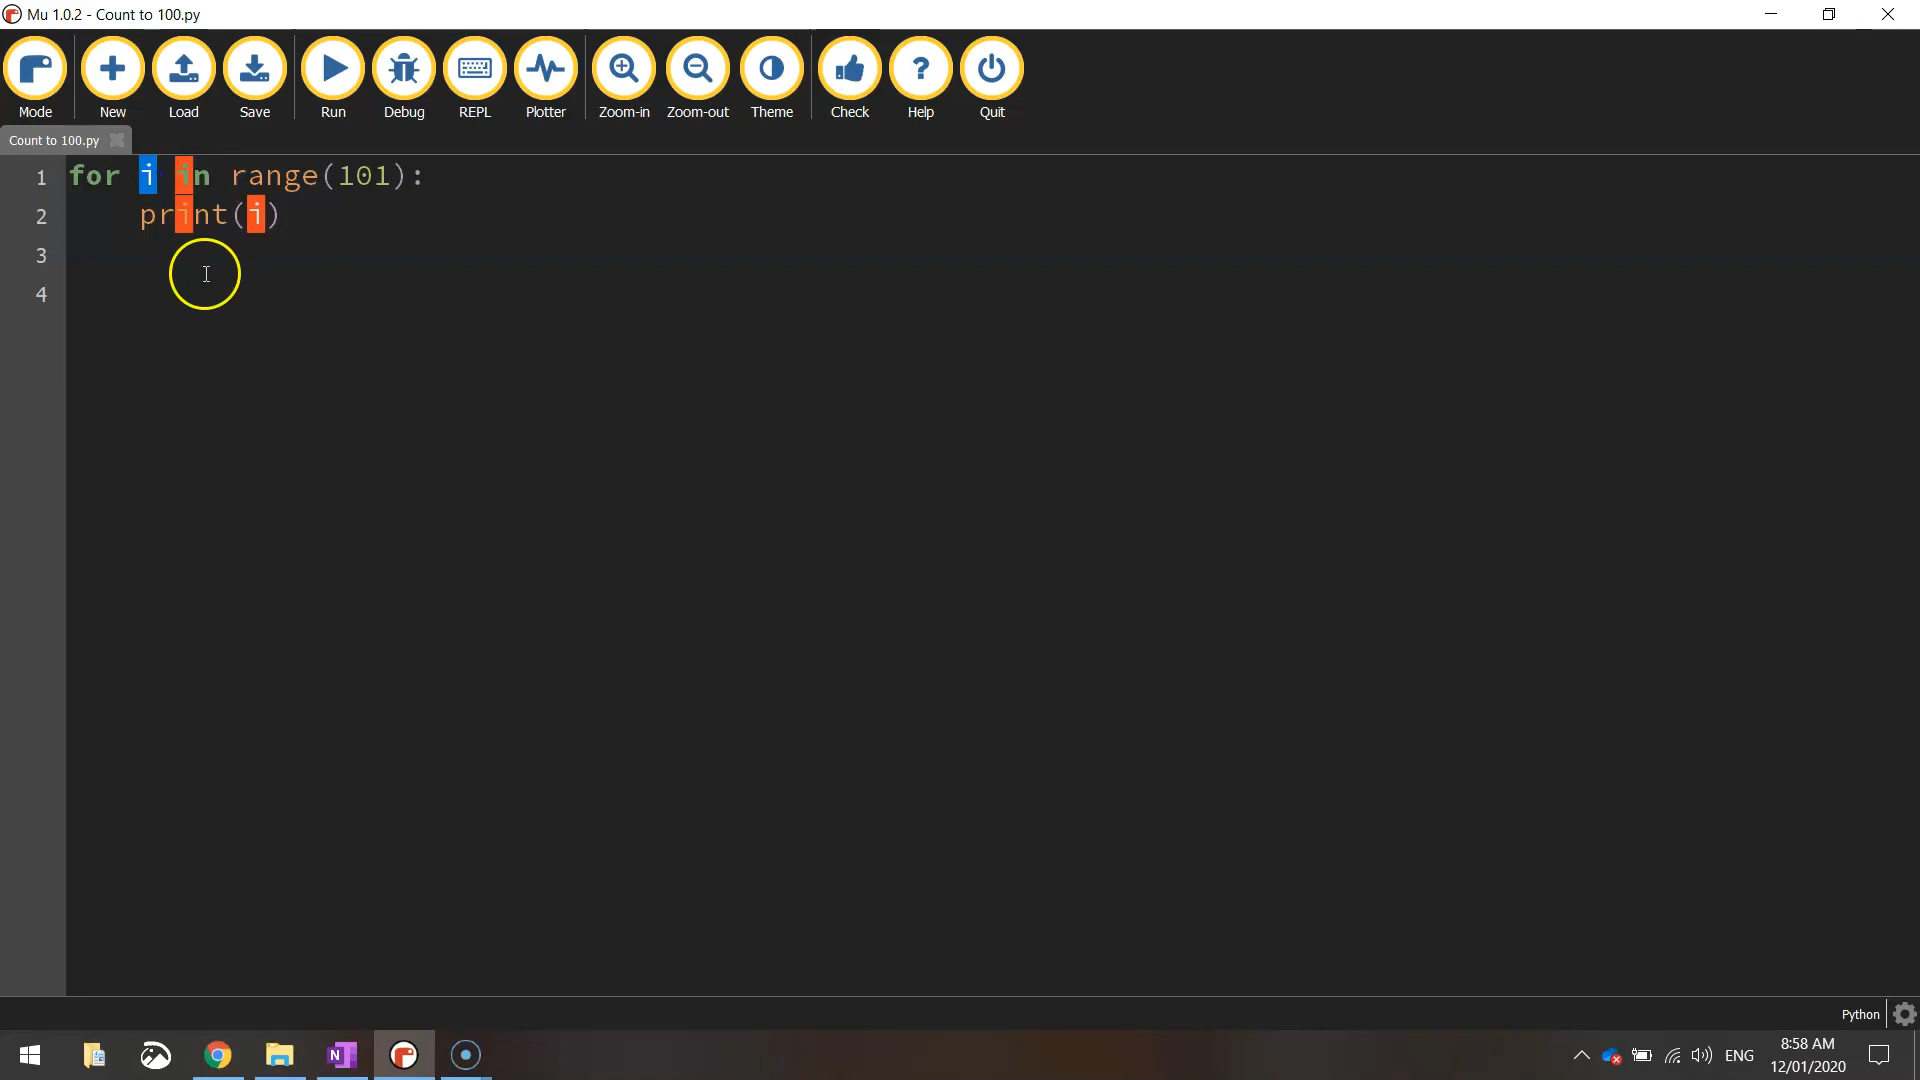 Mu 1.0.2 - Count to 100.py
Mode New Load Save Run Debug REPL Plotter Zoom-in Zoom-out Theme Check Help Quit
Count to 100.py
1 for i in range(101):
2     print(i)
3
4
Python
N
ENG
8:58 AM
12/01/2020